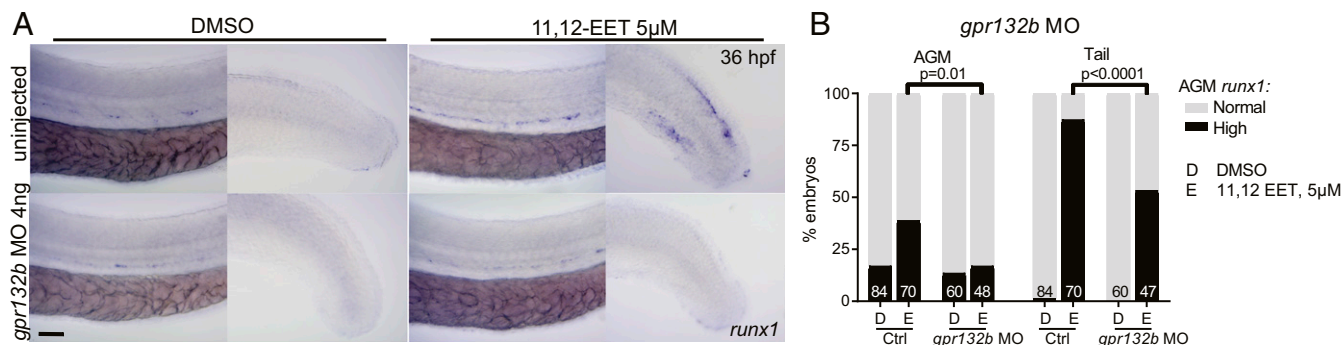 A
DMSO
11,12-EET 5µM
36 hpf
uninjected
gpr132b MO 4ng
runx1
B
gpr132b MO
AGM
p=0.01
Tail
p<0.0001
AGM runx1:
Normal
High
D DMSO
E 11,12 EET, 5µM
% embryos
100
75
50
25
0
84 70 60 48 84 70 60 47
D E D E D E D E
Ctrl gpr132b MO Ctrl gpr132b MO